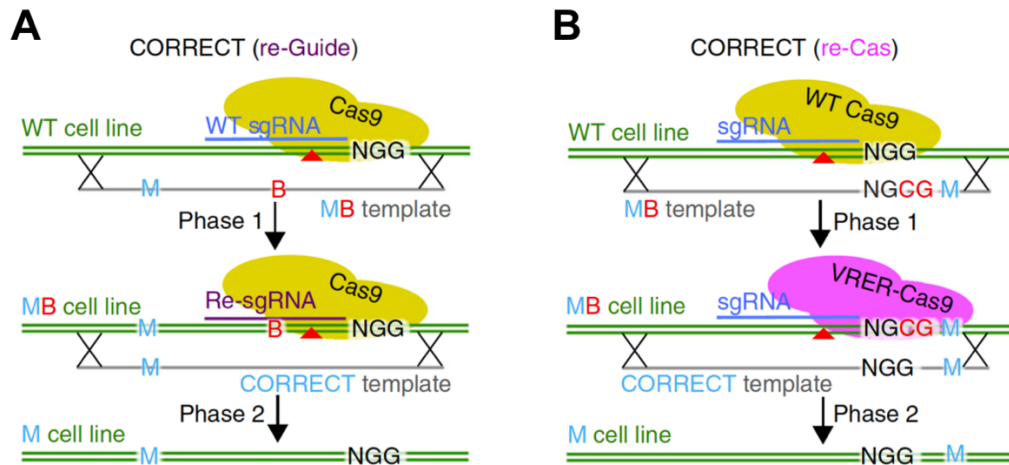 A
CORRECT (re-Guide)
Cas9
WT sgRNA
WT cell line
NGG
M
B
MB template
Phase 1
Cas9
Re-sgRNA
MB cell line
M
B
NGG
M
CORRECT template
Phase 2
M cell line
M
NGG
B
CORRECT (re-Cas)
WT Cas9
sgRNA
WT cell line
NGG
NGCG M
MB template
Phase 1
VRER-Cas9
sgRNA
MB cell line
NGCG M
NGG M
CORRECT template
Phase 2
M cell line
NGG M